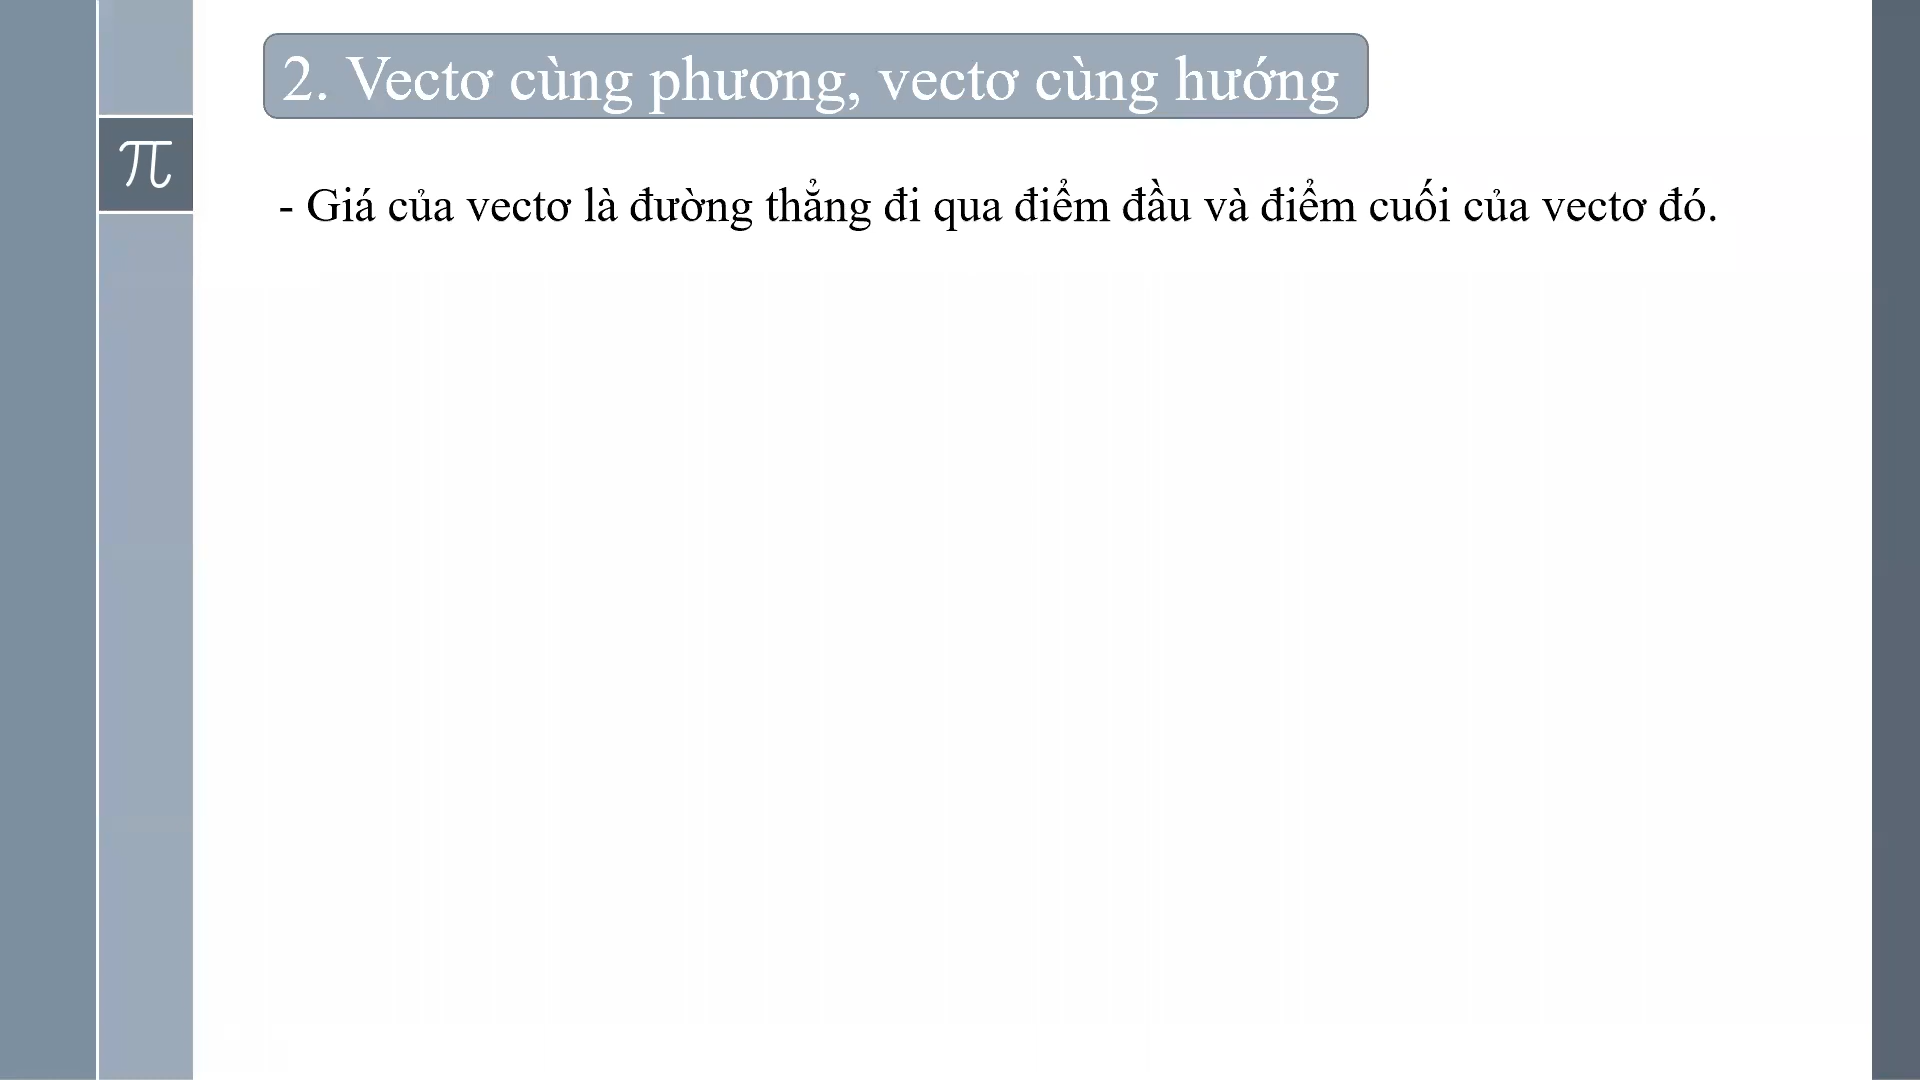 2. Vectơ cùng phương, vectơ cùng hướng
π
- Giá của vectơ là đường thẳng đi qua điểm đầu và điểm cuối của vectơ đó.